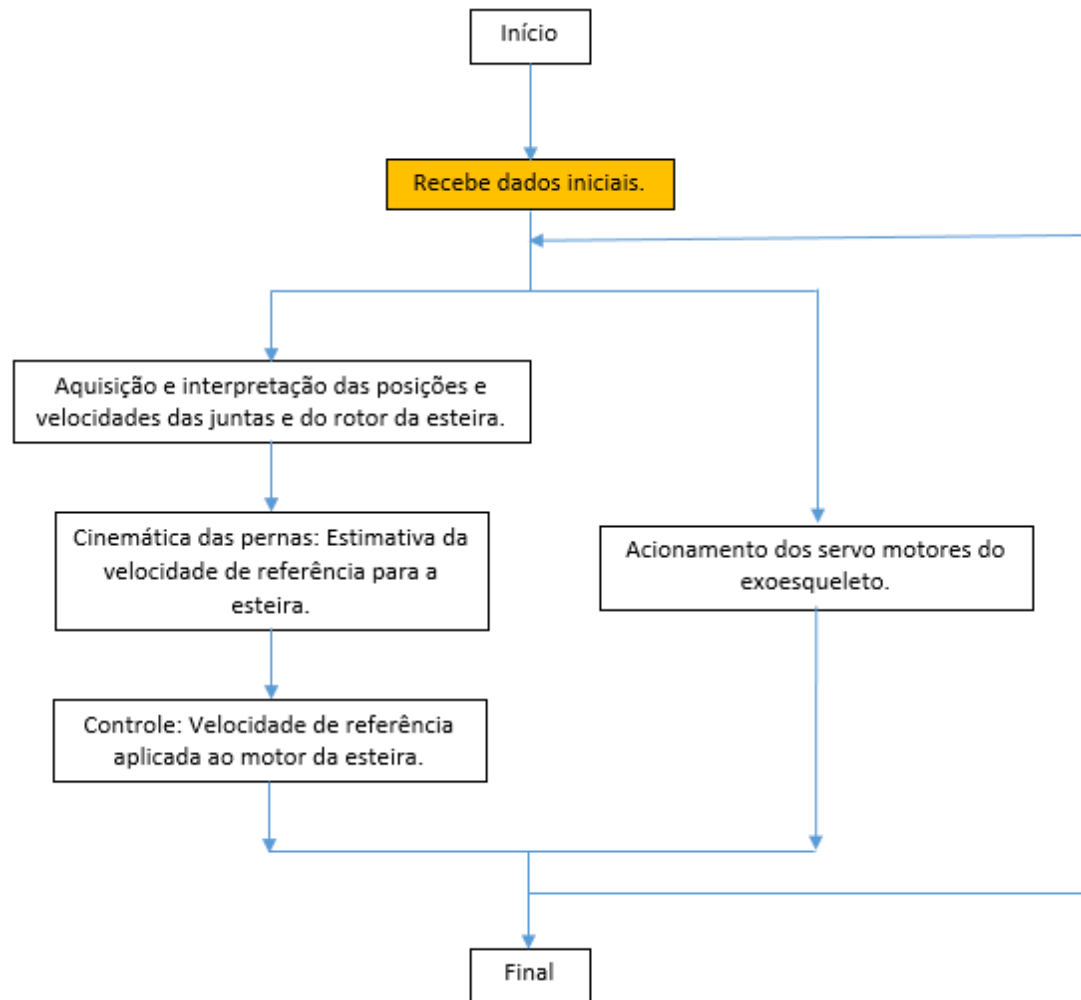 Início
Recebe dados iniciais.
Aquisição e interpretação das posições e
velocidades das juntas e do rotor da esteira.
Cinemática das pernas: Estimativa da
velocidade de referência para a
esteira.
Acionamento dos servo motores do
exoesqueleto.
Controle: Velocidade de referência
aplicada ao motor da esteira.
Final